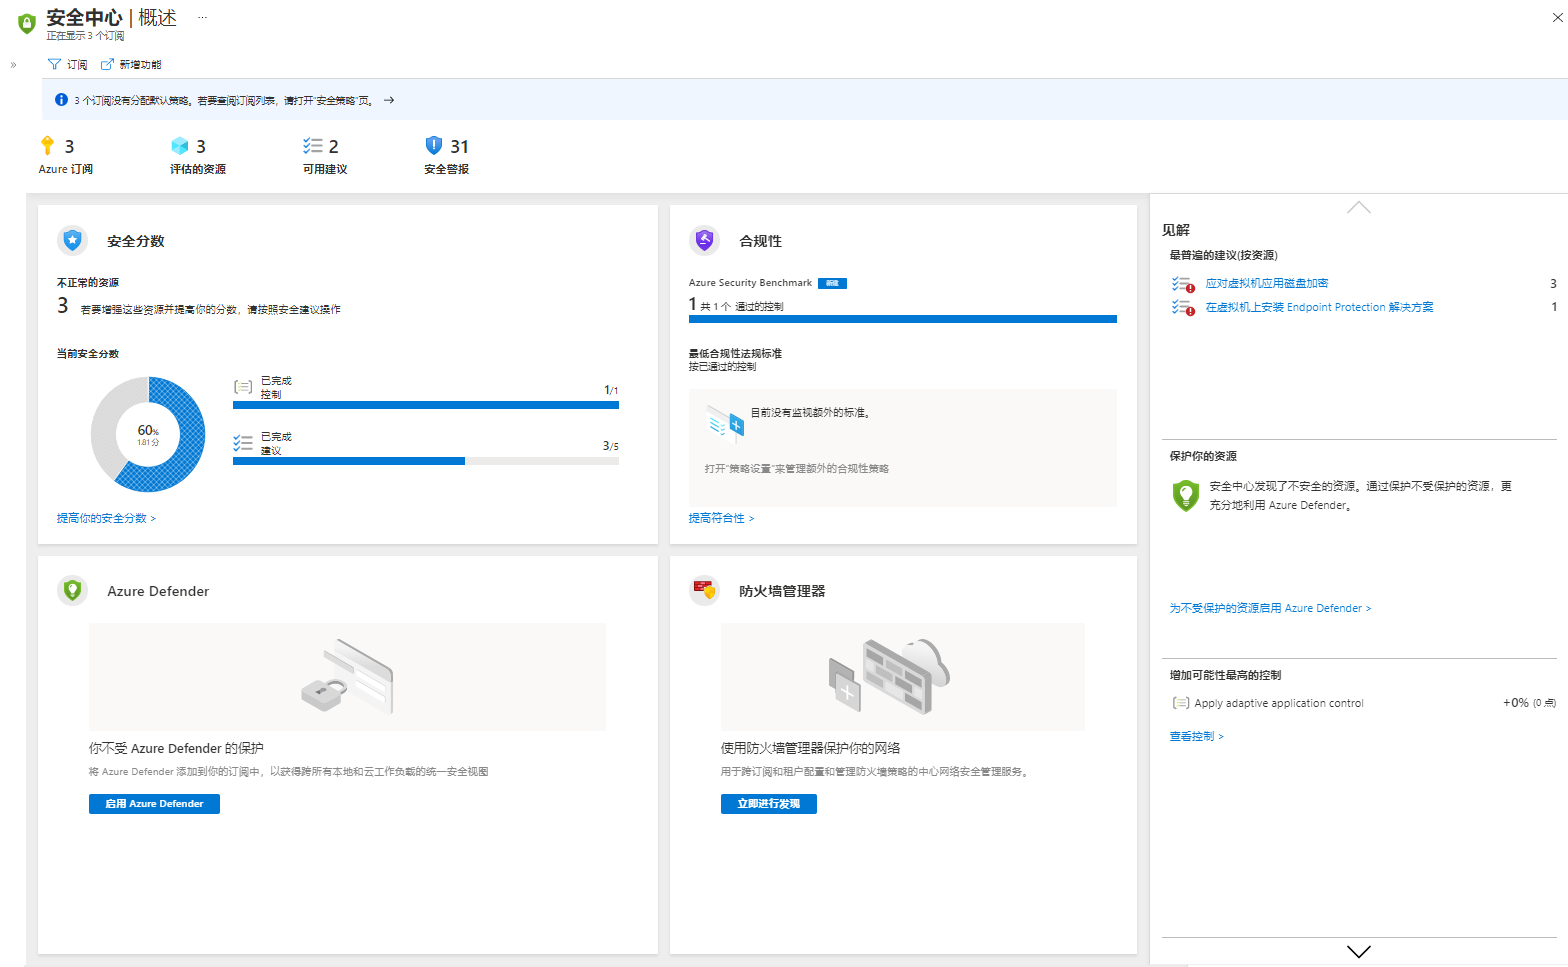 安全中心 | 概述 ...
正在显示 3 个订阅
» 订阅 新增功能
3 个订阅没有分配默认策略。若要查阅订阅列表，请打开“安全策略”页。 →
3
Azure 订阅
3
评估的资源
2
可用建议
31
安全警报
安全分数
不正常的资源
3 若要增强这些资源并提高你的分数，请按照安全建议操作
当前安全分数
60%
1.81 分
已完成
控制
1/1
已完成
建议
3/5
提高你的安全分数 >
合规性
Azure Security Benchmark 新建
1 共 1 个 通过的控制
最低合规性法规标准
按已通过的控制
目前没有监视额外的标准。
打开“策略设置”来管理额外的合规性策略
提高符合性 >
Azure Defender
你不受 Azure Defender 的保护
将 Azure Defender 添加到你的订阅中，以获得跨所有本地和云工作负载的统一安全视图
启用 Azure Defender
防火墙管理器
使用防火墙管理器保护你的网络
用于跨订阅和租户配置和管理防火墙策略的中心网络安全管理服务。
立即进行发现
见解
最普遍的建议(按资源)
应对虚拟机应用磁盘加密 3
在虚拟机上安装 Endpoint Protection 解决方案 1
保护你的资源
安全中心发现了不安全的资源。通过保护不受保护的资源，更
充分地利用 Azure Defender。
为不受保护的资源启用 Azure Defender >
增加可能性最高的控制
Apply adaptive application control +0% (0 点)
查看控制 >